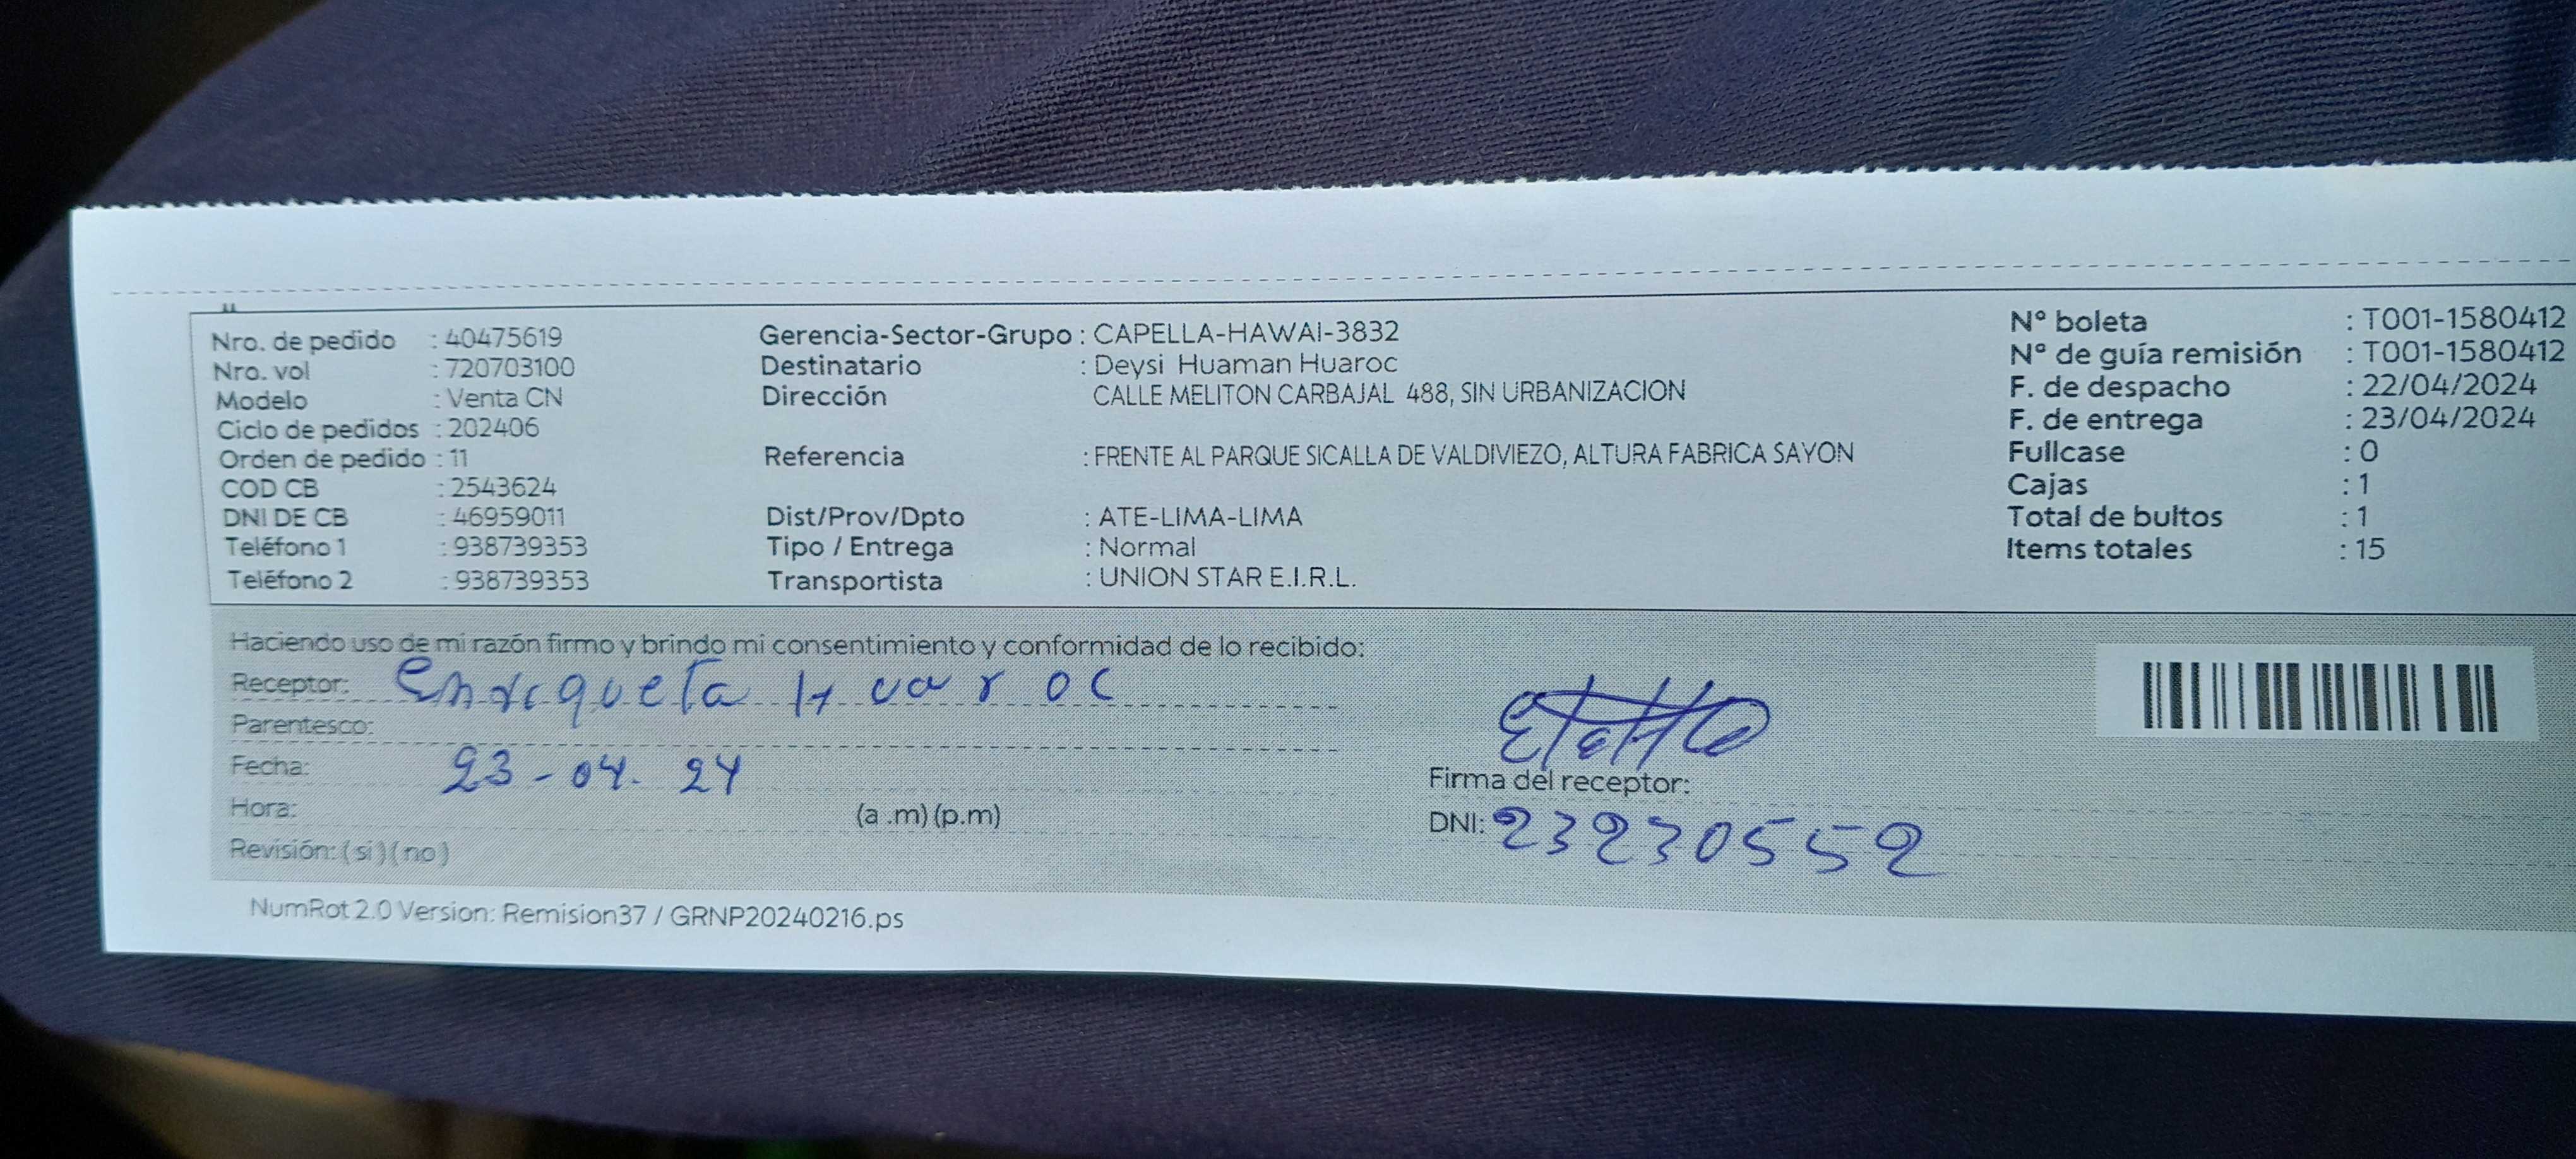 Nro. de pedido : 40475619
Nro. vol : 720703100
Modelo : Venta CN
Ciclo de pedidos : 202406
Orden de pedido : 11
COD CB : 2543624
DNI DE CB : 46959011
Teléfono 1 : 938739353
Teléfono 2 : 938739353
Gerencia-Sector-Grupo : CAPELLA-HAWAI-3832
Destinatario : Deysi Huaman Huaroc
Dirección CALLE MELITON CARBAJAL 488, SIN URBANIZACION
Referencia : FRENTE AL PARQUE SICALLA DE VALDIVIEZO, ALTURA FABRICA SAYON
Dist/Prov/Dpto : ATE-LIMA-LIMA
Tipo / Entrega : Normal
Transportista : UNION STAR E.I.R.L.
N° boleta : T001-1580412
N° de guía remisión : T001-1580412
F. de despacho : 22/04/2024
F. de entrega : 23/04/2024
Fullcase : 0
Cajas : 1
Total de bultos : 1
Items totales : 15
Haciendo uso de mi razón firmo y brindo mi consentimiento y conformidad de lo recibido:
Receptor: Enriqueta Huaroc
Parentesco:
Fecha: 23-04-24
Hora: (a .m) (p.m)
Revisión: ( si ) ( no )
Firma del receptor:
DNI: 23230552
NumRot 2.0 Version: Remision37 / GRNP20240216.ps